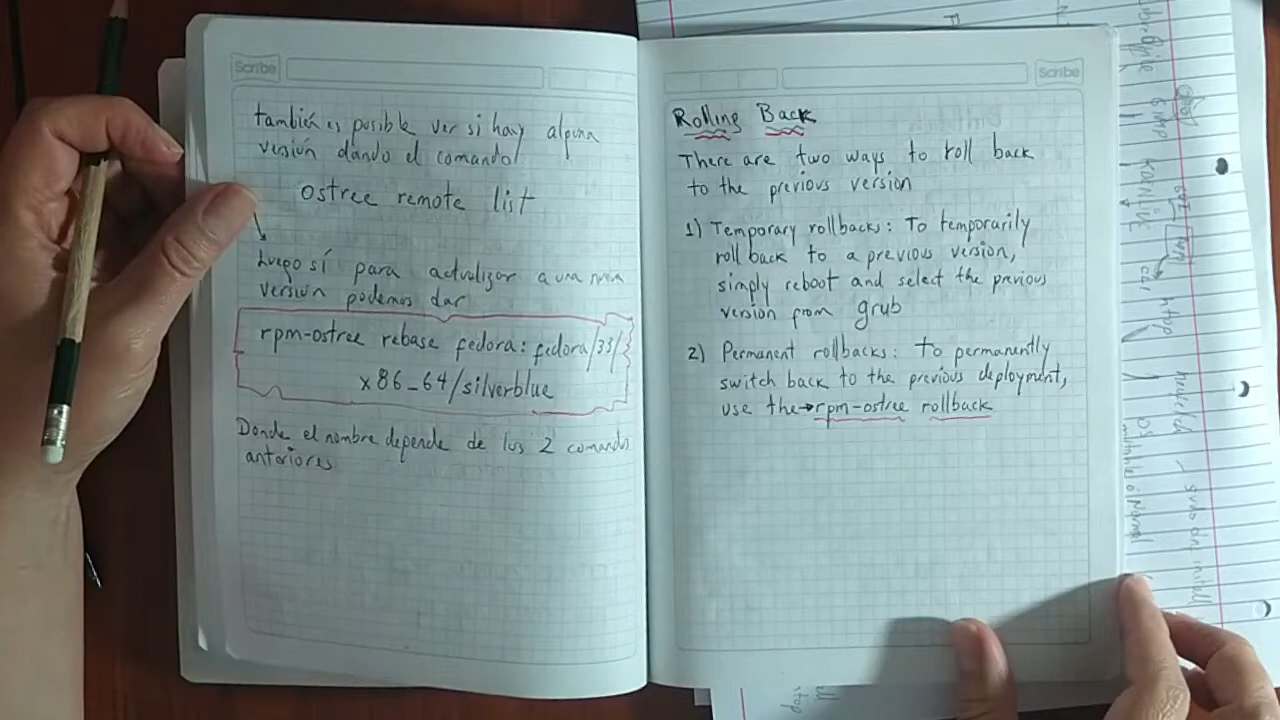 Scribe
también es posible ver si hay alguna
versión dando el comando
ostree remote list
Luego sí para actualizar a una nueva
versión podemos dar
rpm-ostree rebase fedora:fedora/33/
x86_64/silverblue
Donde el nombre depende de los 2 comandos
anteriores
Scribe
Rolling Back
There are two ways to roll back
to the previous version
1) Temporary rollbacks: To temporarily
roll back to a previous version,
simply reboot and select the previous
version from grub
2) Permanent rollbacks: To permanently
switch back to the previous deployment,
use the→rpm-ostree rollback
htop
sudo dnf install